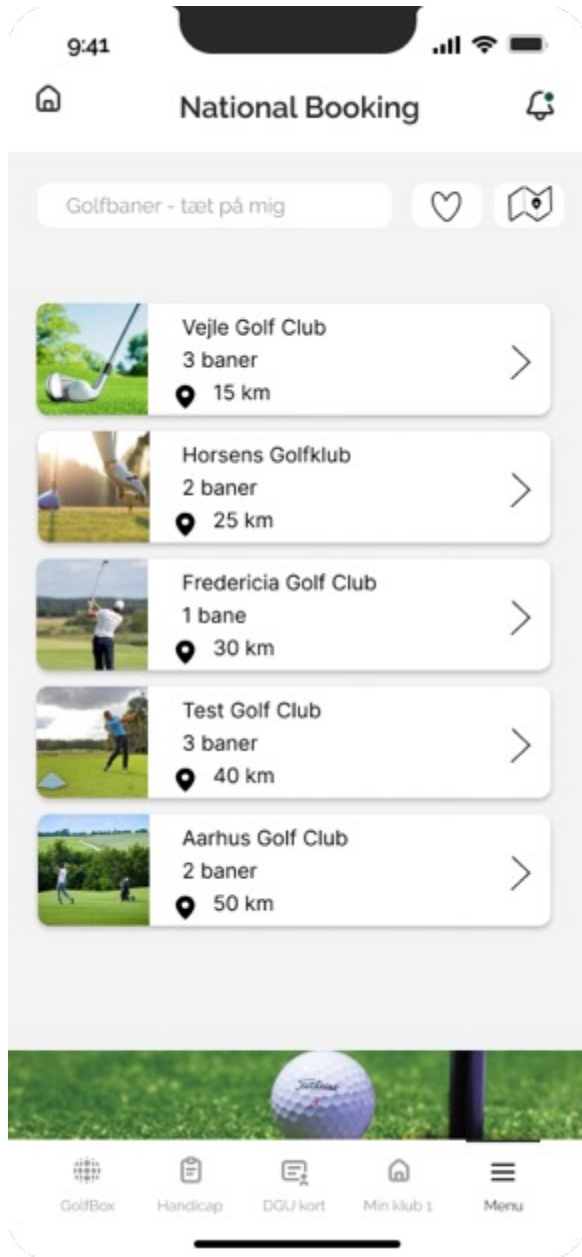 9:41
National Booking
Golfbaner - tæt på mig
Vejle Golf Club
3 baner
15 km
Horsens Golfklub
2 baner
25 km
Fredericia Golf Club
1 bane
30 km
Test Golf Club
3 baner
40 km
Aarhus Golf Club
2 baner
50 km
Titleist
GolfBox
Handicap
DGU kort
Min klub 1
Menu